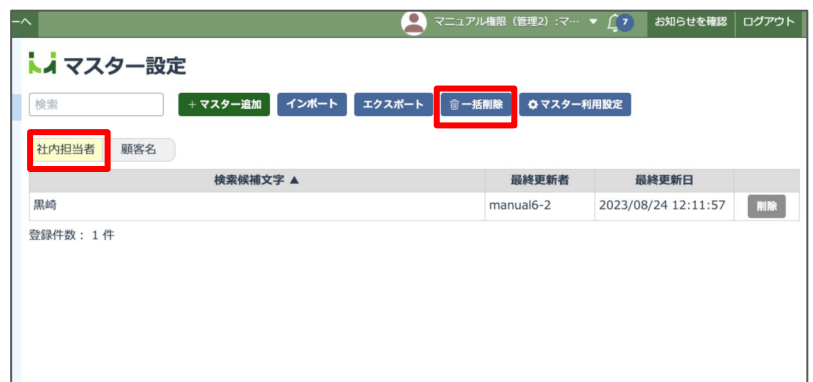 ーへ マニュアル権限（管理2）:マ… ▼ 7 お知らせを確認 ログアウト
マスター設定
検索 +マスター追加 インポート エクスポート 一括削除 マスター利用設定
社内担当者 顧客名
検索候補文字 ▲ 最終更新者 最終更新日
黒崎 manual6-2 2023/08/24 12:11:57 削除
登録件数： 1 件